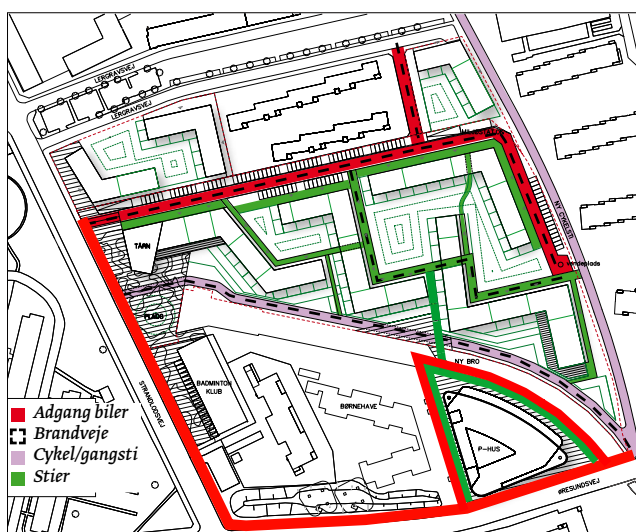 LERGRAVSVEJ
LERGRAVSVEJ
NY CYKELSTI
Vendeplads
TÅRN
PLADS
STRANDLODSVEJ
BADMINTON
KLUB
BØRNEHAVE
NY BRO
P-HUS
ØRESUNDSVEJ
Adgang biler
Brandveje
Cykel/gangsti
Stier